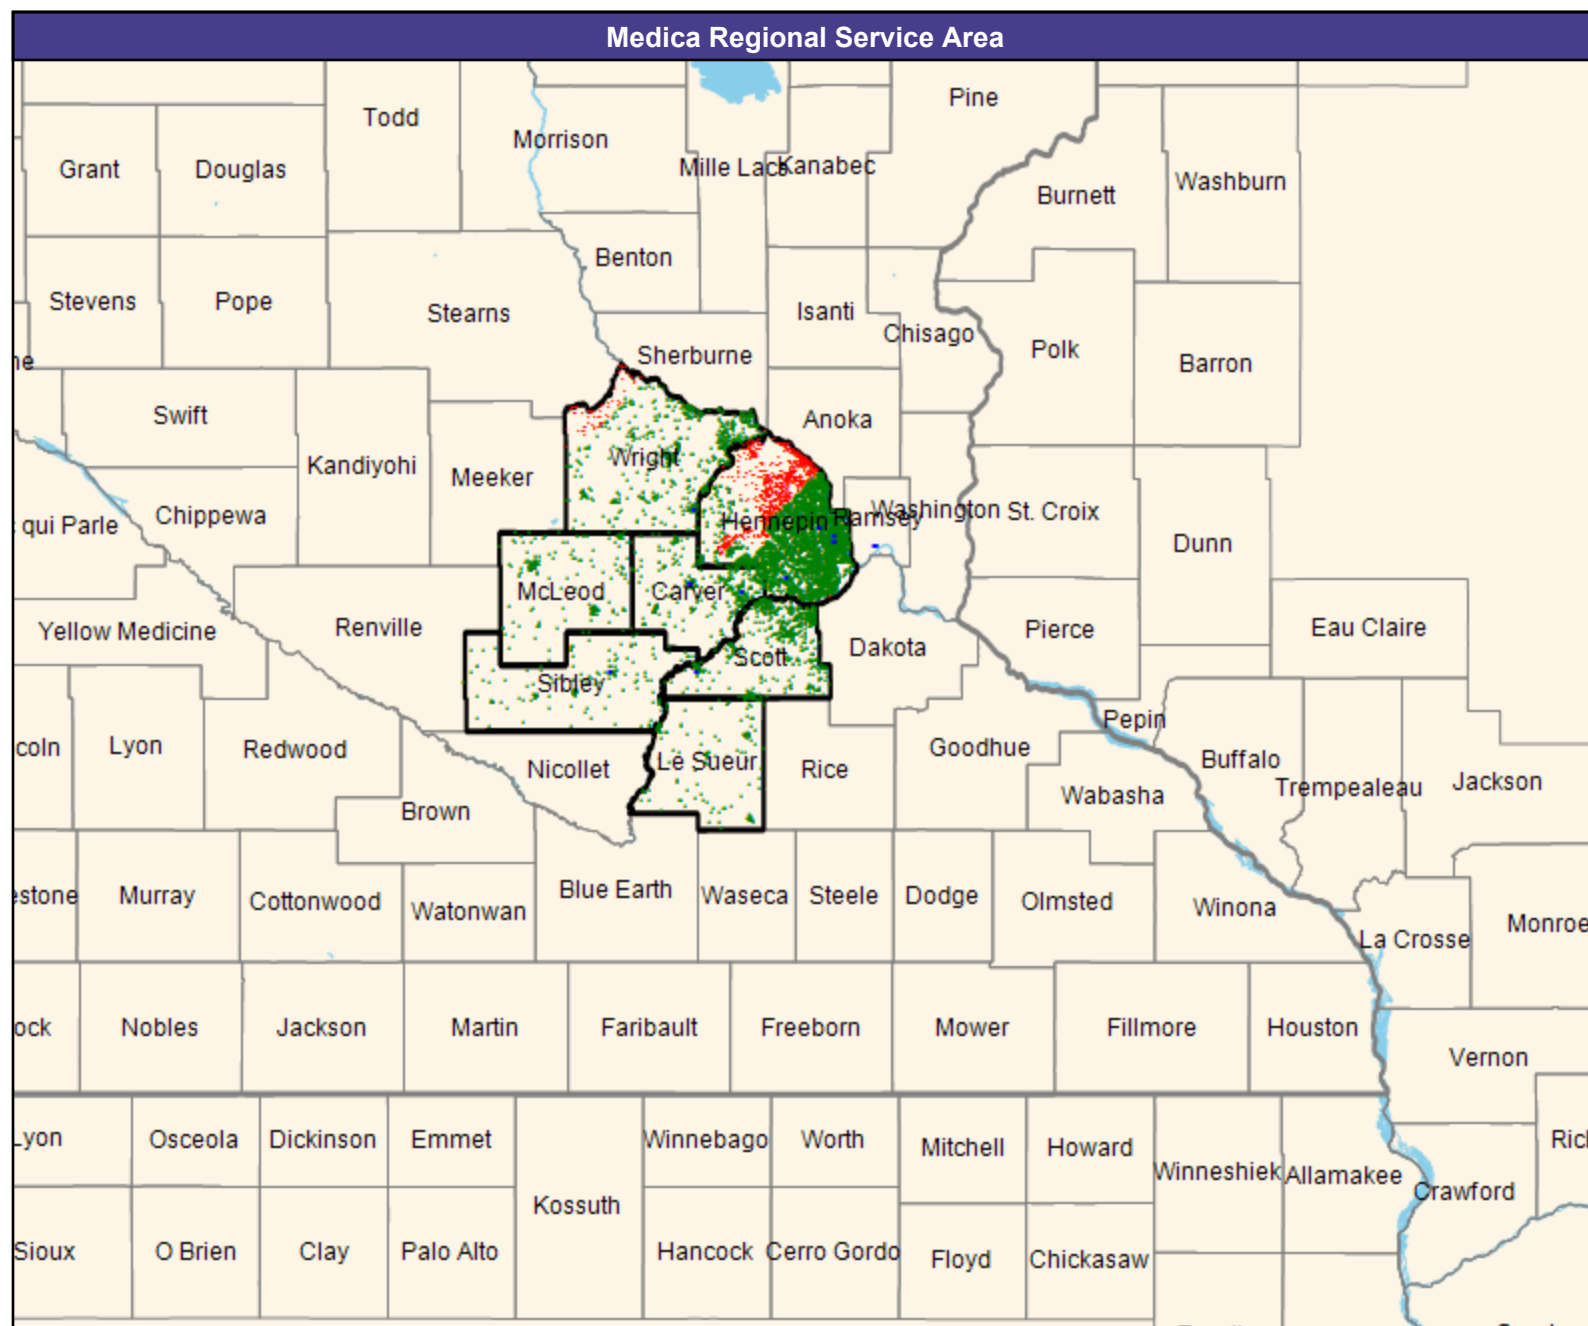 Medica Regional Service Area
Pine
Todd
Morrison
Mille Lacs
Kanabec
Grant
Douglas
Washburn
Burnett
Benton
Stevens
Pope
Stearns
Isanti
Chisago
Sherburne
Polk
Barron
ne
Swift
Anoka
Kandiyohi
Wright
Meeker
Washington
St. Croix
qui Parle
Chippewa
Hennepin
Ramsey
Dunn
McLeod
Carver
Yellow Medicine
Renville
Pierce
Eau Claire
Dakota
Scott
Sibley
Pepin
coln
Lyon
Redwood
Goodhue
Buffalo
Nicollet
Le Sueur
Rice
Trempealeau
Jackson
Wabasha
Brown
estone
Murray
Cottonwood
Watonwan
Blue Earth
Waseca
Steele
Dodge
Olmsted
Winona
La Crosse
Monroe
ock
Nobles
Jackson
Martin
Faribault
Freeborn
Mower
Fillmore
Houston
Vernon
Lyon
Osceola
Dickinson
Emmet
Winnebago
Worth
Mitchell
Howard
Ric
Winneshiek
Allamakee
Crawford
Kossuth
Sioux
O Brien
Clay
Palo Alto
Hancock
Cerro Gordo
Floyd
Chickasaw